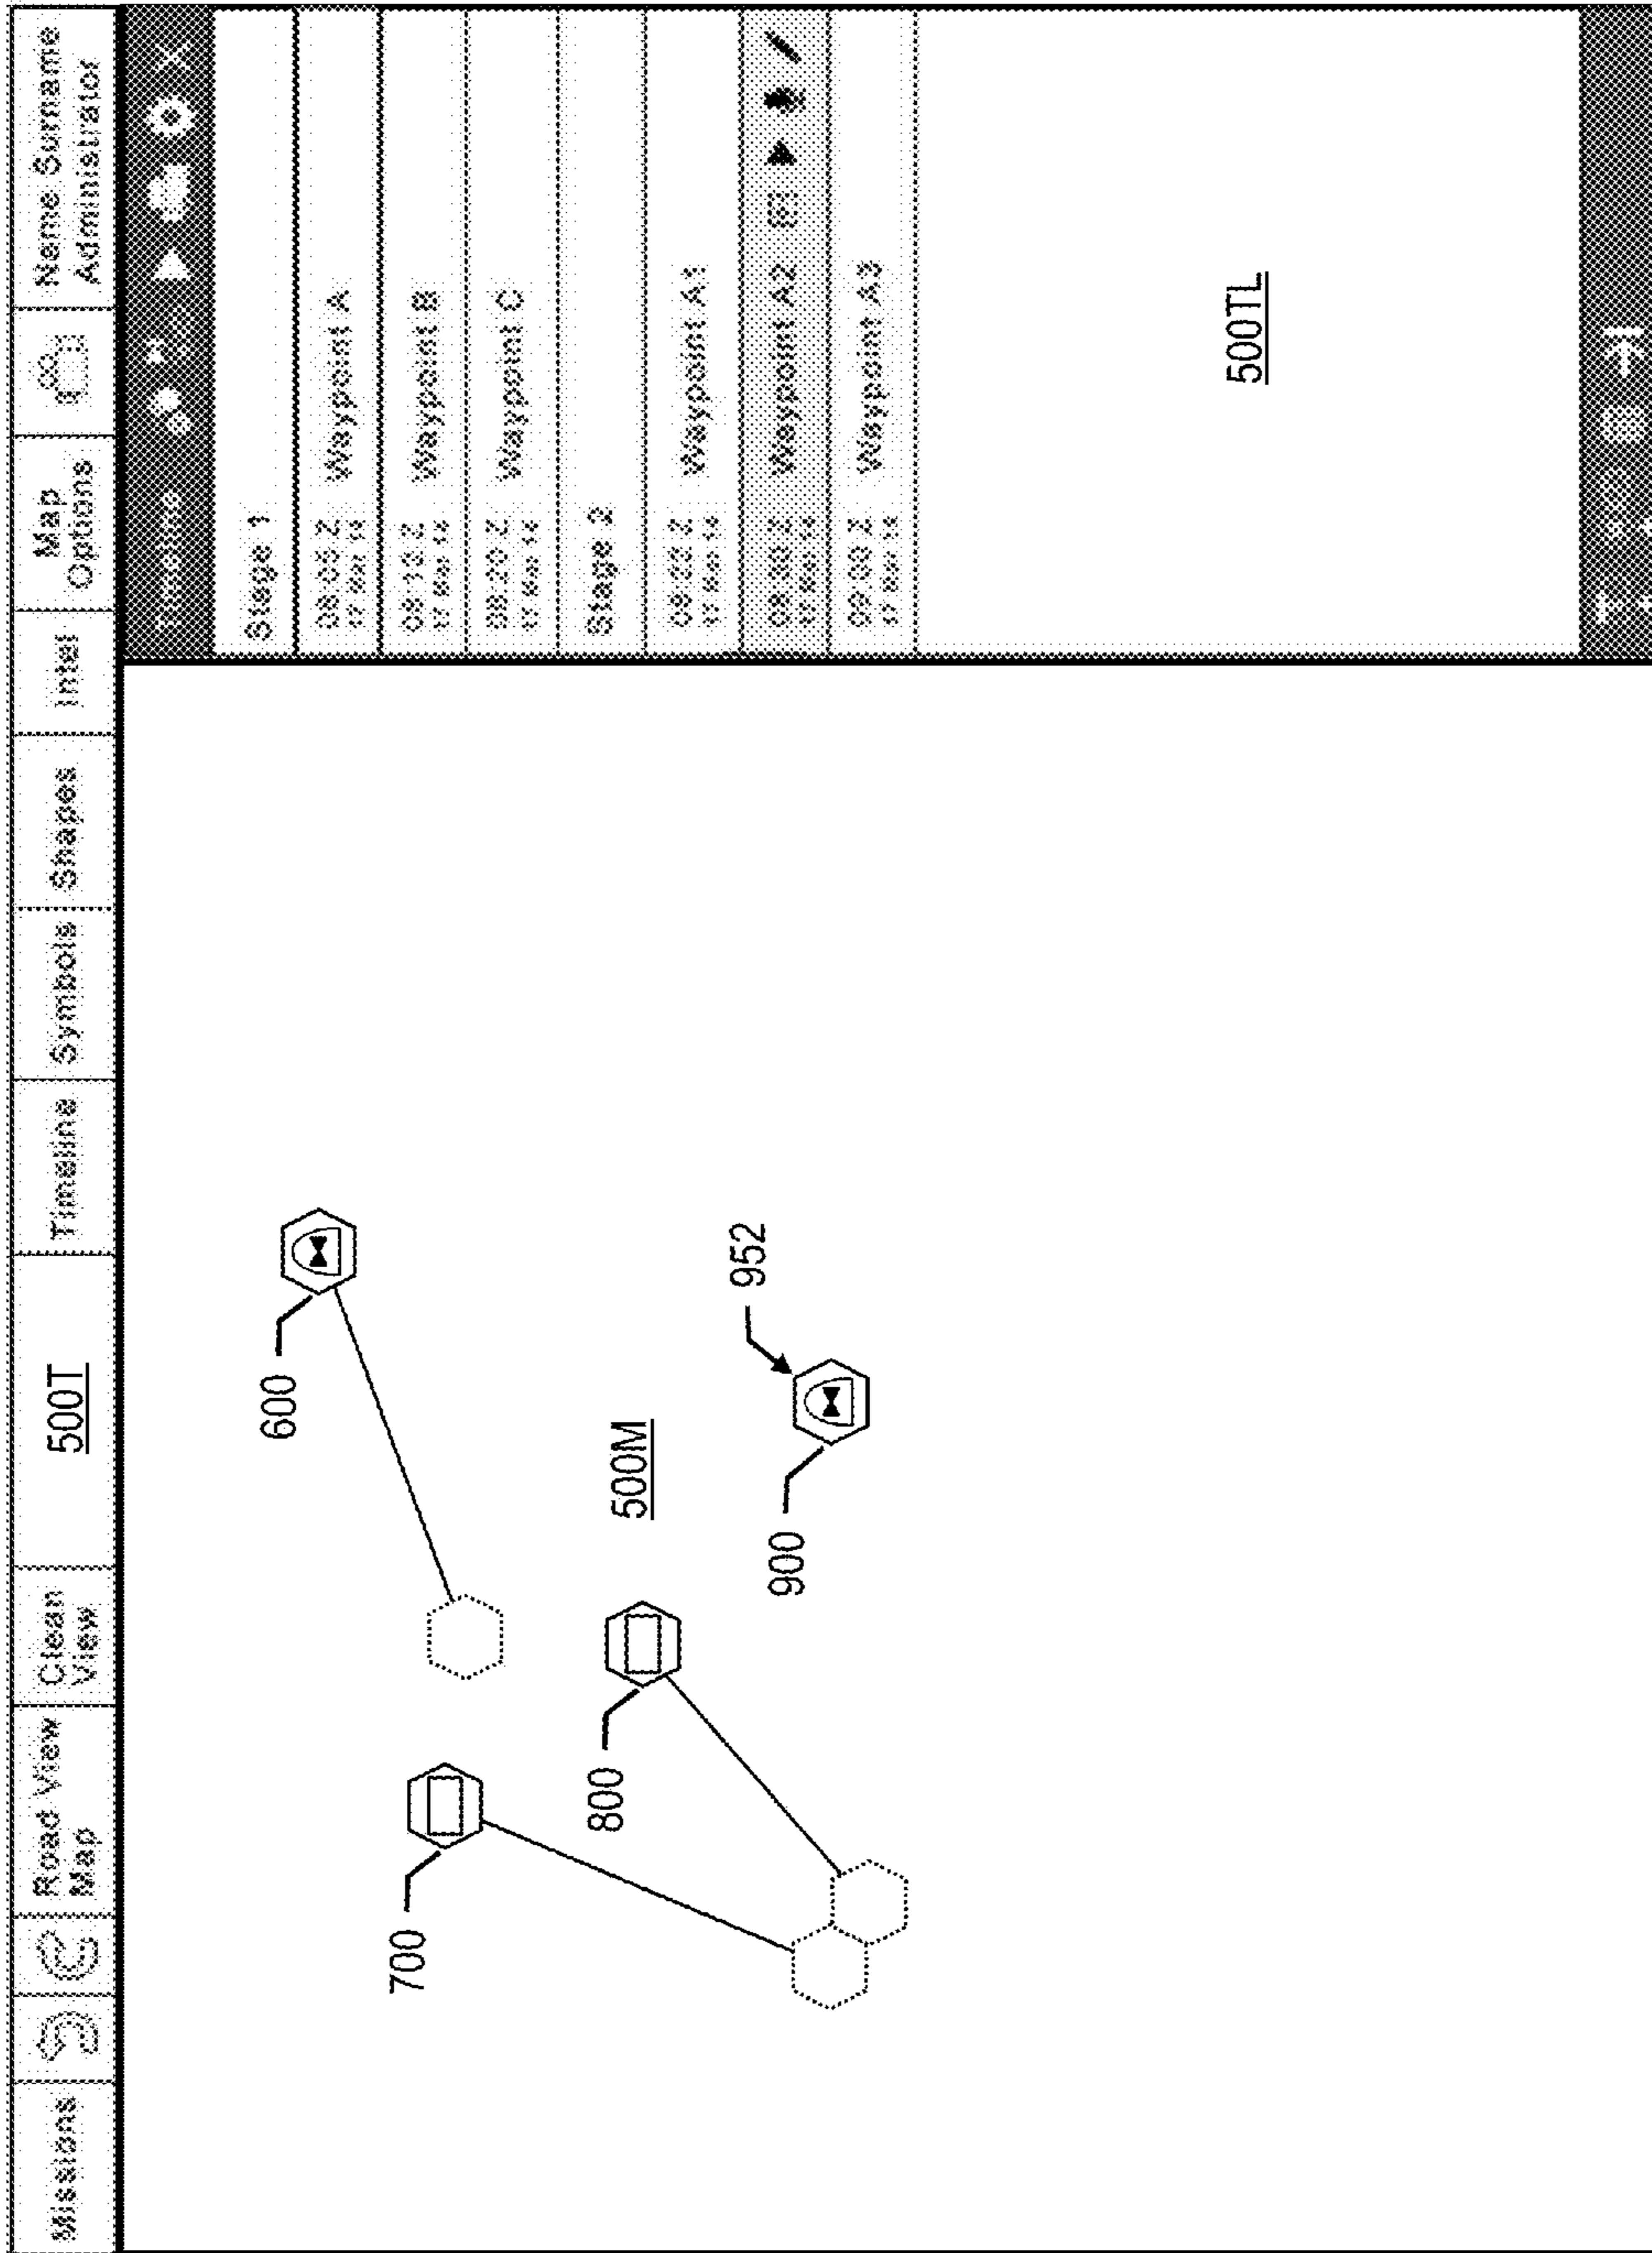 Missions
Road View
Map
Clean
View
500T
Timeline
Symbols
Shapes
Intel
Map
Options
Name Surname
Administrator
Timeline
Stage 1
Waypoint A
Waypoint B
Waypoint C
Stage 2
Waypoint A1
Waypoint A2
Waypoint A3
500TL
600
700
800
500M
900
952